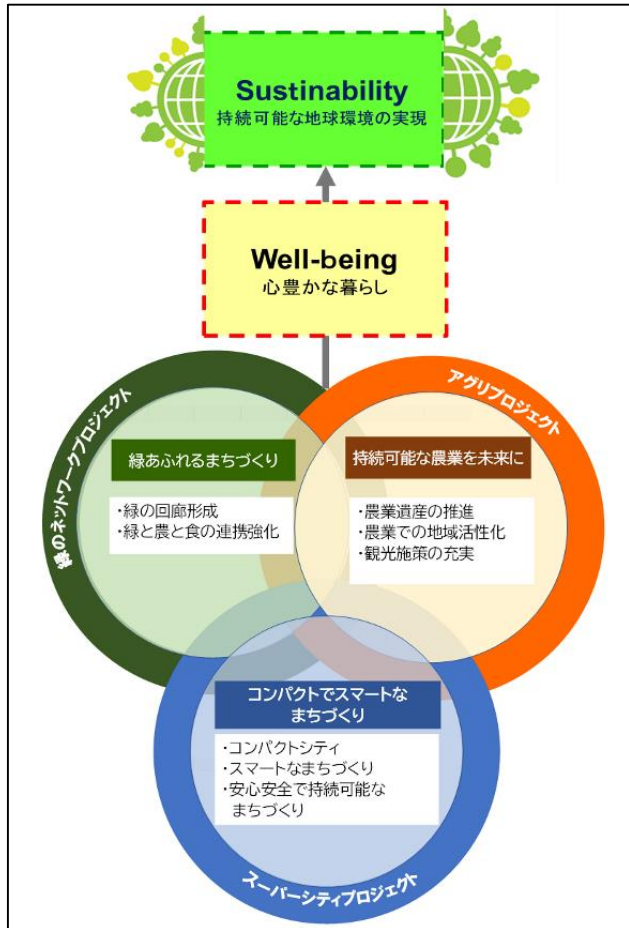 Sustinability
持続可能な地球環境の実現
Well-being
心豊かな暮らし
緑のネットワークプロジェクト
アグリプロジェクト
緑あふれるまちづくり
・緑の回廊形成
・緑と農と食の連携強化
持続可能な農業を未来に
・農業遺産の推進
・農業での地域活性化
・観光施策の充実
コンパクトでスマートな
まちづくり
・コンパクトシティ
・スマートなまちづくり
・安心安全で持続可能な
まちづくり
スーパーシティプロジェクト